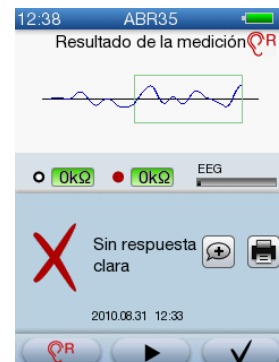 12:38 ABR35
Resultado de la medición R
EEG
0kΩ 0kΩ
Sin respuesta
clara
2010.08.31 12:33
R